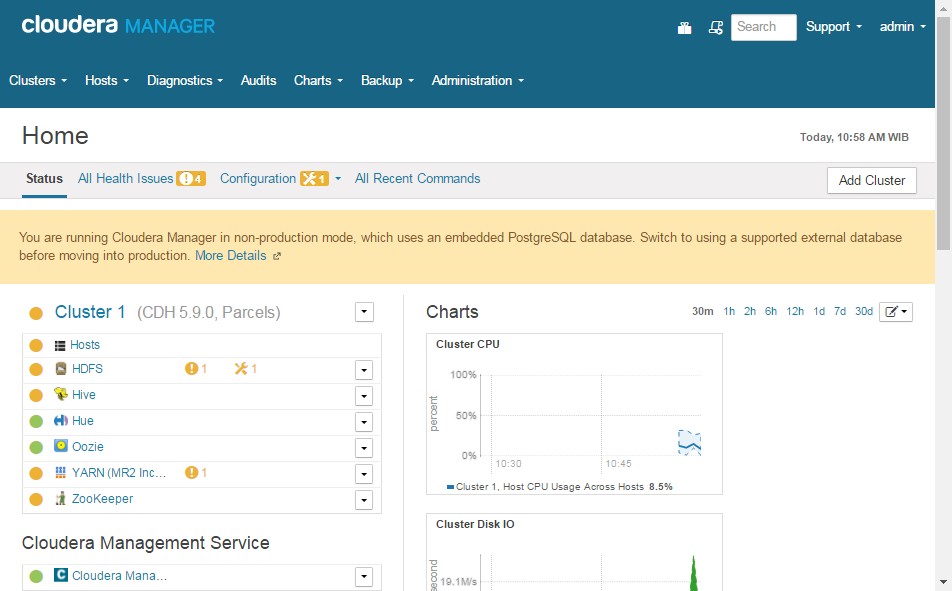 cloudera MANAGER
Search
Support
admin
Clusters
Hosts
Diagnostics
Audits
Charts
Backup
Administration
Home
Today, 10:58 AM WIB
Status
All Health Issues 4
Configuration 1
All Recent Commands
Add Cluster
You are running Cloudera Manager in non-production mode, which uses an embedded PostgreSQL database. Switch to using a supported external database
before moving into production. More Details
Cluster 1 (CDH 5.9.0, Parcels)
Hosts
HDFS 1 1
Hive
Hue
Oozie
YARN (MR2 Inc... 1
ZooKeeper
Cloudera Management Service
C Cloudera Mana...
Charts
30m 1h 2h 6h 12h 1d 7d 30d
Cluster CPU
percent
100%
50%
0%
10:30 10:45
Cluster 1, Host CPU Usage Across Hosts 8.5%
Cluster Disk IO
second
19.1M/s